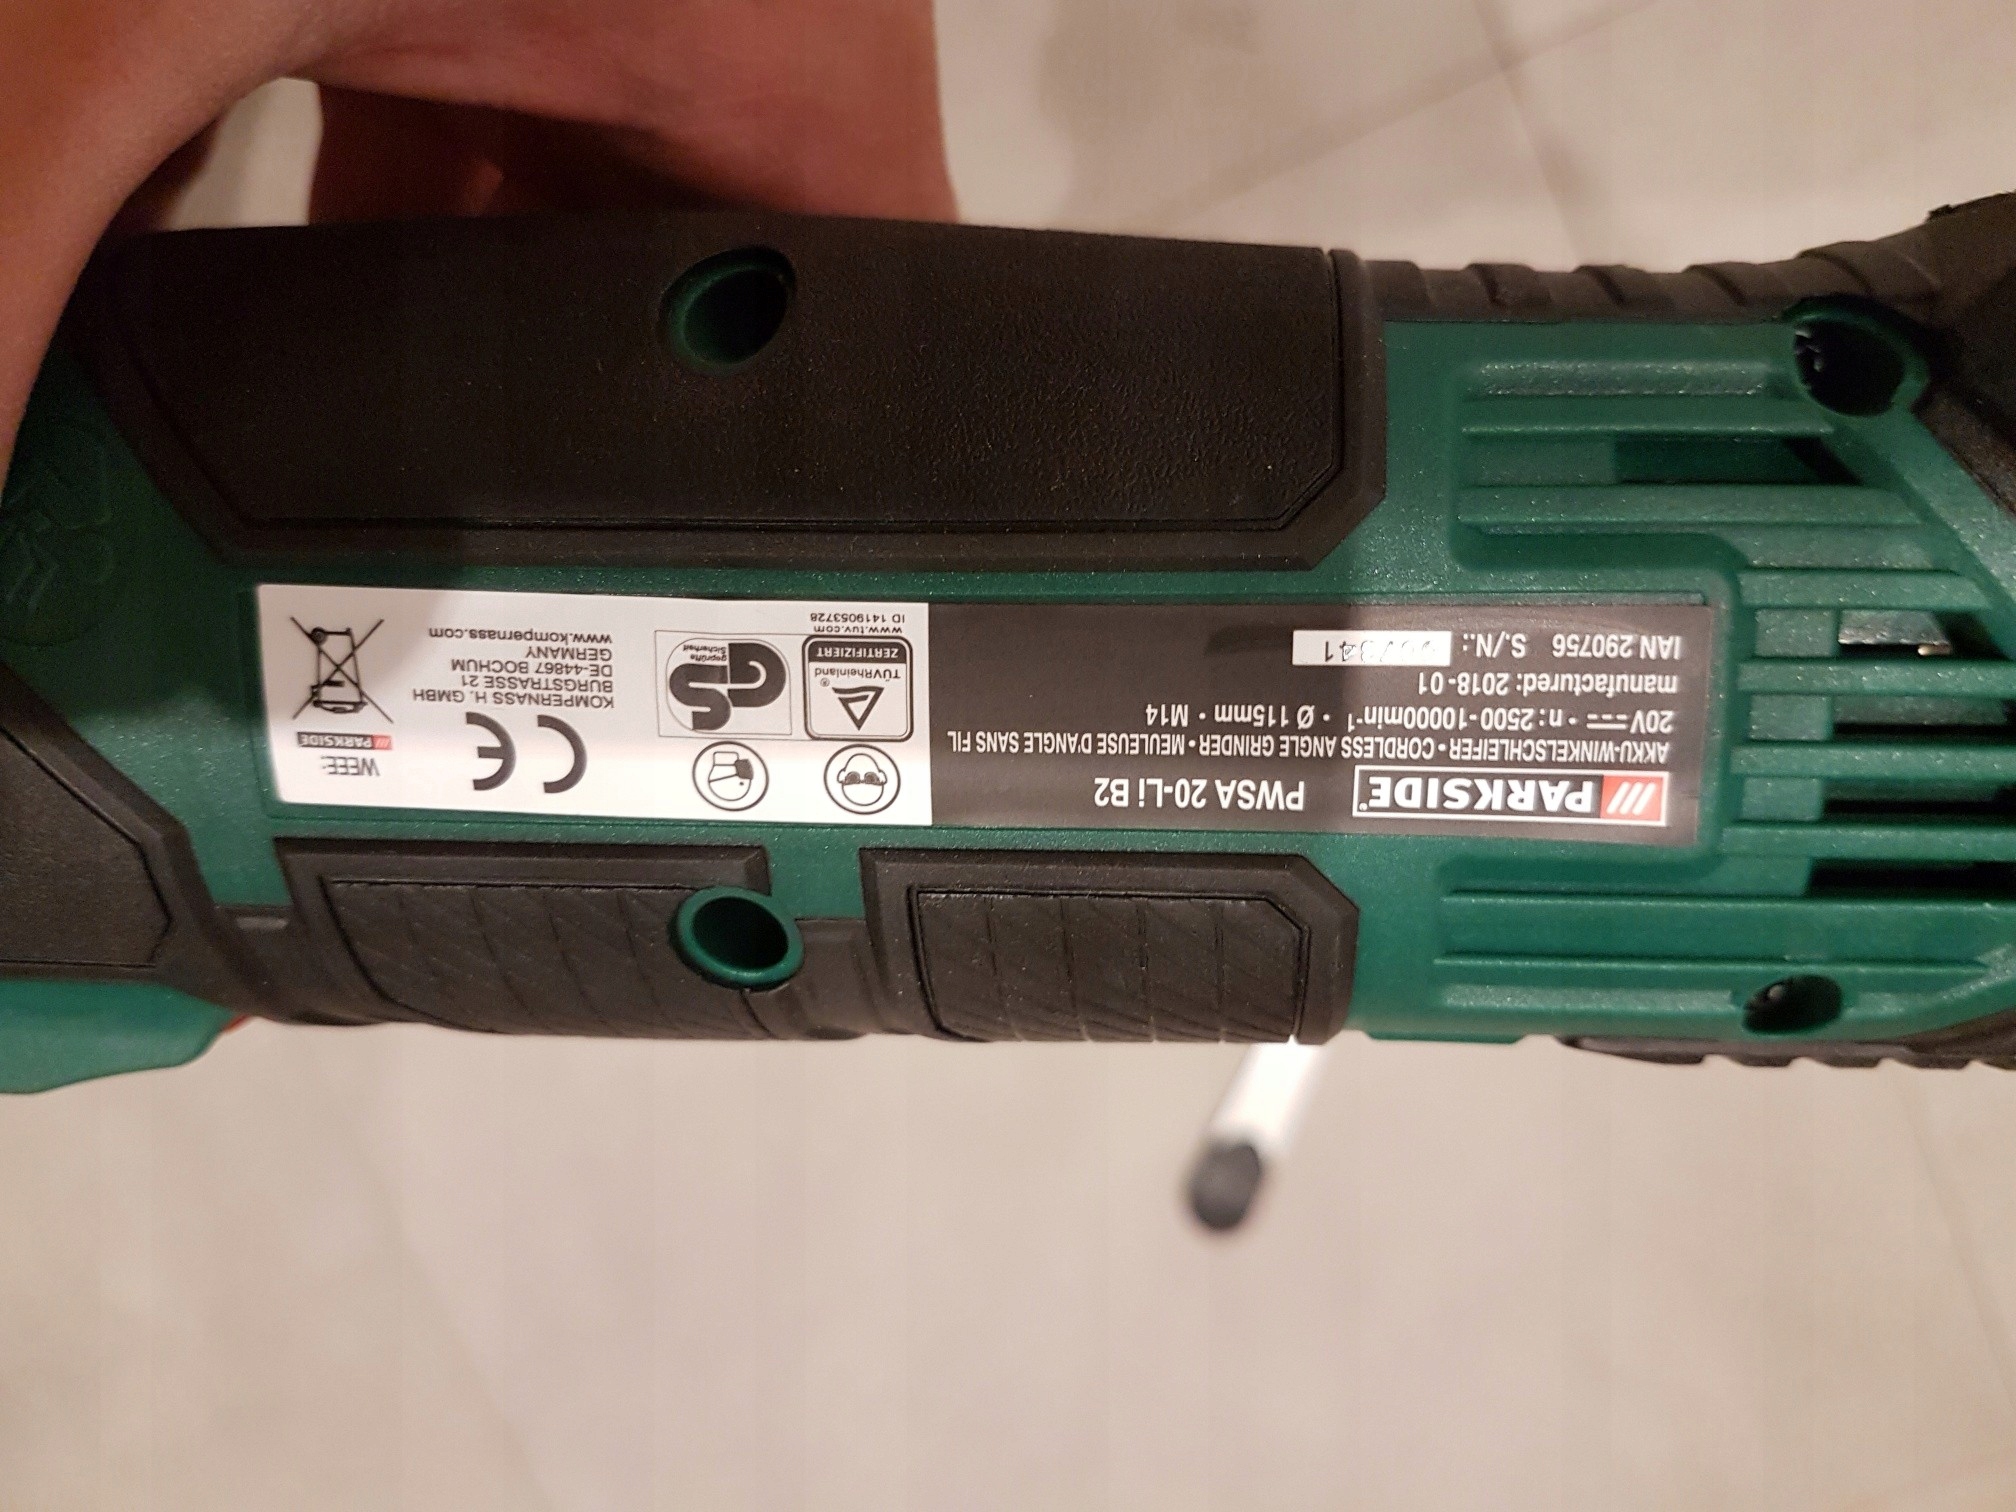 PARKSIDE® PWSA 20-Li B2
AKKU-WINKELSCHLEIFER • CORDLESS ANGLE GRINDER • MEULEUSE D'ANGLE SANS FIL
20V⎓ • n: 2500-10000min⁻¹ • Ø 115mm • M14
manufactured: 2018-01
IAN 290756 S./N.:
TÜVRheinland®
ZERTIFIZIERT
www.tuv.com
ID 1419053728
GS
geprüfte
Sicherheit
CE
KOMPERNASS H. GMBH
BURGSTRASSE 21
DE-44867 BOCHUM
GERMANY
www.kompernass.com
WEEE:
PARKSIDE